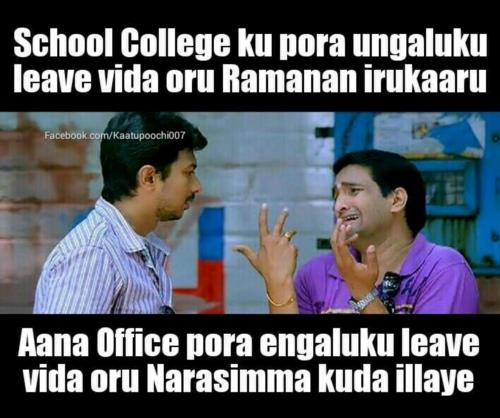 School College ku pora ungaluku
leave vida oru Ramanan irukaaru
Facebook.com/Kaatupoochi007
Aana Office pora engaluku leave
vida oru Narasimma kuda illaye